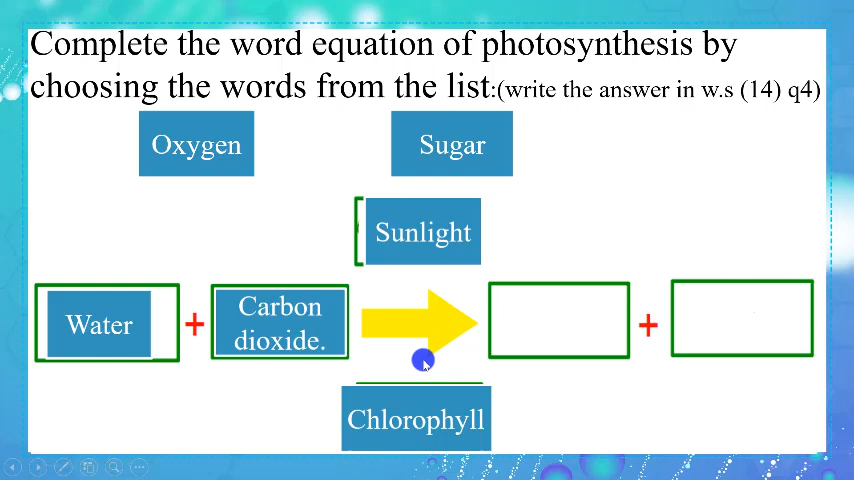 Complete the word equation of photosynthesis by
choosing the words from the list:(write the answer in w.s (14) q4)
Oxygen
Sugar
Sunlight
Water
+
Carbon
dioxide.
+
Chlorophyll